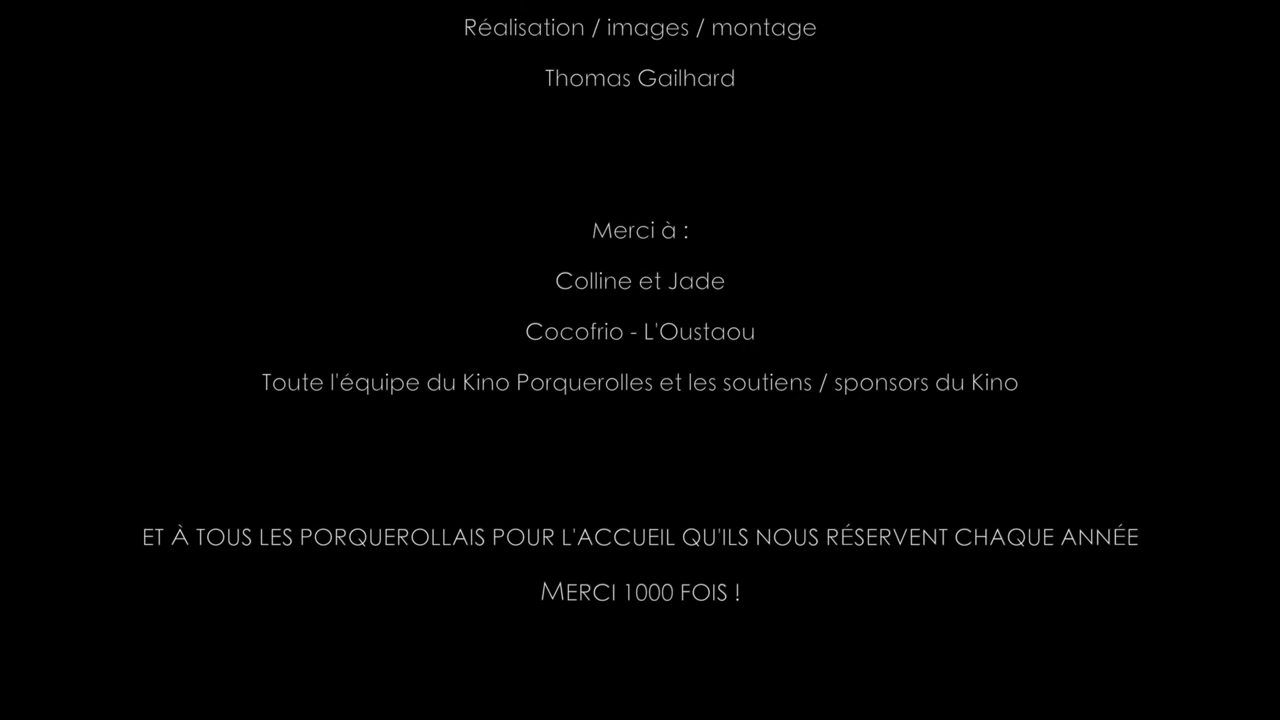 Réalisation / images / montage
Thomas Gailhard
Merci à :
Colline et Jade
Cocofrio - L'Oustaou
Toute l'équipe du Kino Porquerolles et les soutiens / sponsors du Kino
ET À TOUS LES PORQUEROLLAIS POUR L'ACCUEIL QU'ILS NOUS RÉSERVENT CHAQUE ANNÉE
MERCI 1000 FOIS !